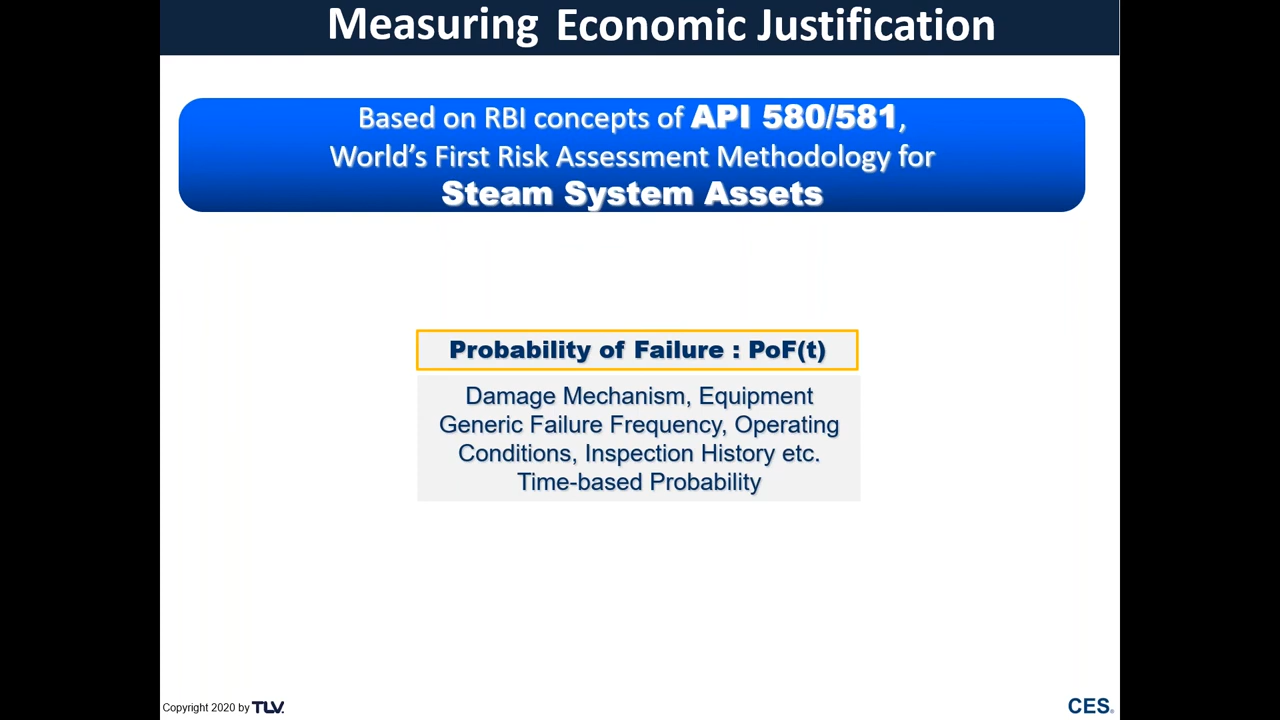 Measuring Economic Justification
Based on RBI concepts of API 580/581,
World's First Risk Assessment Methodology for
Steam System Assets
Probability of Failure : PoF(t)
Damage Mechanism, Equipment
Generic Failure Frequency, Operating
Conditions, Inspection History etc.
Time-based Probability
Copyright 2020 by TLV.
CES®